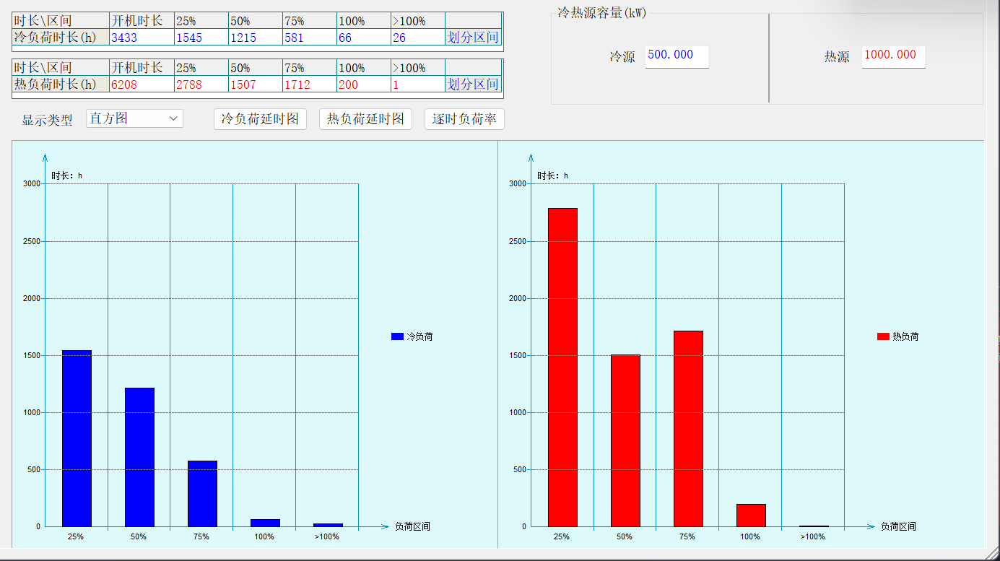 时长\区间 开机时长 25% 50% 75% 100% >100%
冷负荷时长(h) 3433 1545 1215 581 66 26 划分区间
时长\区间 开机时长 25% 50% 75% 100% >100%
热负荷时长(h) 6208 2788 1507 1712 200 1 划分区间
冷热源容量(kW)
冷源 500.000 热源 1000.000
显示类型 直方图 冷负荷延时图 热负荷延时图 逐时负荷率
时长：h
3000
2500
2000
1500
1000
500
0
25% 50% 75% 100% >100%
负荷区间
冷负荷
时长：h
3000
2500
2000
1500
1000
500
0
25% 50% 75% 100% >100%
负荷区间
热负荷